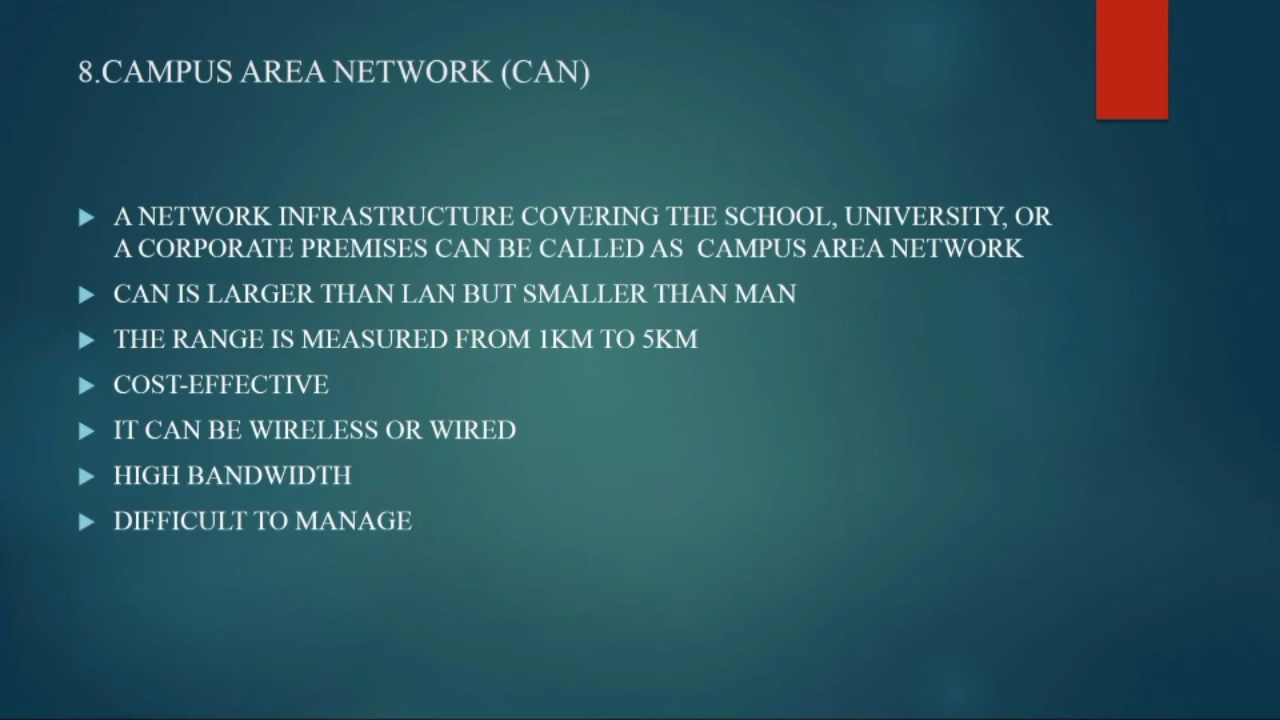 8.CAMPUS AREA NETWORK (CAN)
A NETWORK INFRASTRUCTURE COVERING THE SCHOOL, UNIVERSITY, OR
A CORPORATE PREMISES CAN BE CALLED AS  CAMPUS AREA NETWORK
CAN IS LARGER THAN LAN BUT SMALLER THAN MAN
THE RANGE IS MEASURED FROM 1KM TO 5KM
COST-EFFECTIVE
IT CAN BE WIRELESS OR WIRED
HIGH BANDWIDTH
DIFFICULT TO MANAGE